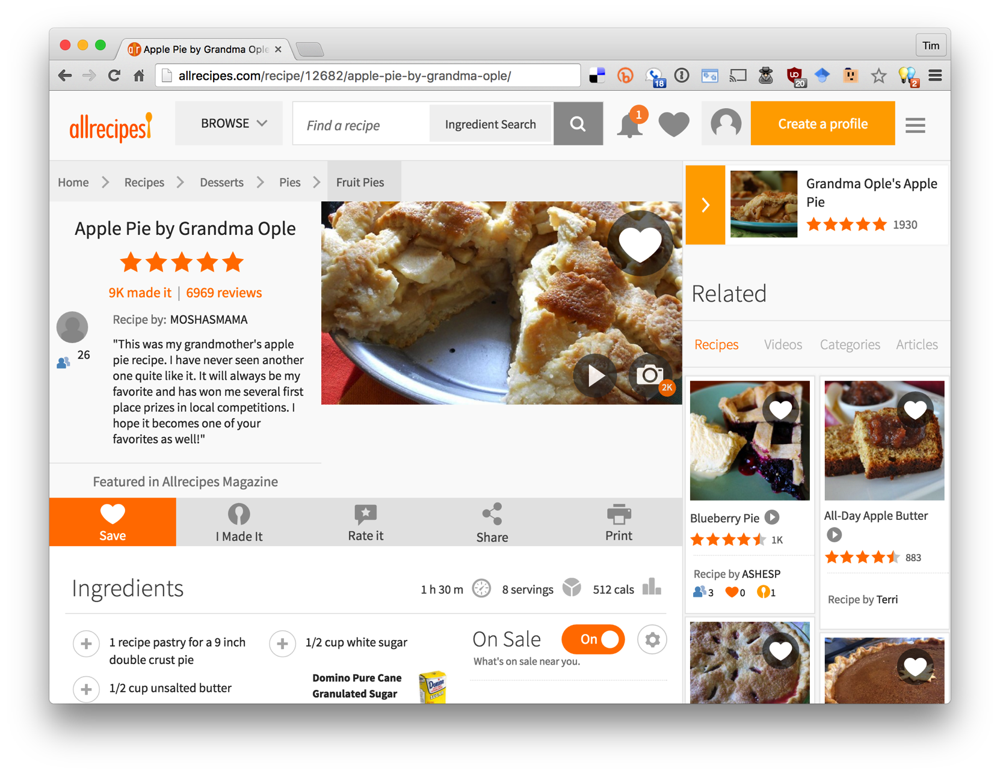 Apple Pie by Grandma Ople
Tim
allrecipes.com/recipe/12682/apple-pie-by-grandma-ople/
18
20
2
allrecipes
BROWSE
Find a recipe
Ingredient Search
1
Create a profile
Home
Recipes
Desserts
Pies
Fruit Pies
Apple Pie by Grandma Ople
9K made it | 6969 reviews
Recipe by: MOSHASMAMA
26
"This was my grandmother's apple
pie recipe. I have never seen another
one quite like it. It will always be my
favorite and has won me several first
place prizes in local competitions. I
hope it becomes one of your
favorites as well!"
2K
Featured in Allrecipes Magazine
Save
I Made It
Rate it
Share
Print
Ingredients
1 h 30 m
8 servings
512 cals
1 recipe pastry for a 9 inch
double crust pie
1/2 cup unsalted butter
1/2 cup white sugar
Domino Pure Cane
Granulated Sugar
Domino
SUGAR
On Sale
On
What's on sale near you.
Grandma Ople's Apple
Pie
1930
Related
Recipes
Videos
Categories
Articles
Blueberry Pie
1K
Recipe by ASHESP
3
0
1
All-Day Apple Butter
883
Recipe by Terri